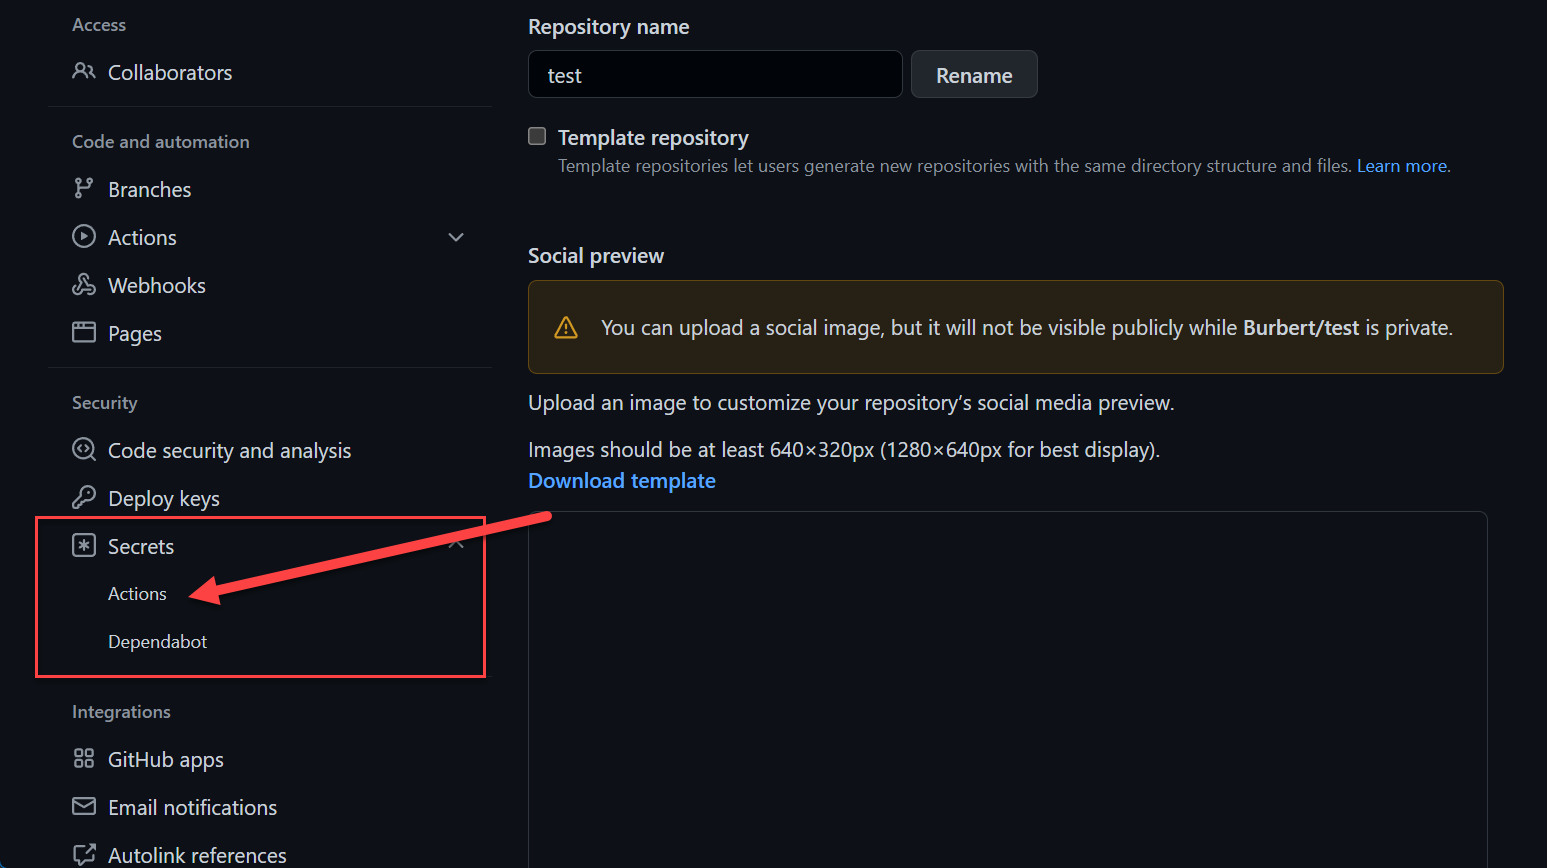 Access
Collaborators
Code and automation
Branches
Actions
Webhooks
Pages
Security
Code security and analysis
Deploy keys
Secrets
Actions
Dependabot
Integrations
GitHub apps
Email notifications
Autolink references
Repository name
test
Rename
Template repository
Template repositories let users generate new repositories with the same directory structure and files. Learn more.
Social preview
You can upload a social image, but it will not be visible publicly while Burbert/test is private.
Upload an image to customize your repository’s social media preview.
Images should be at least 640×320px (1280×640px for best display).
Download template